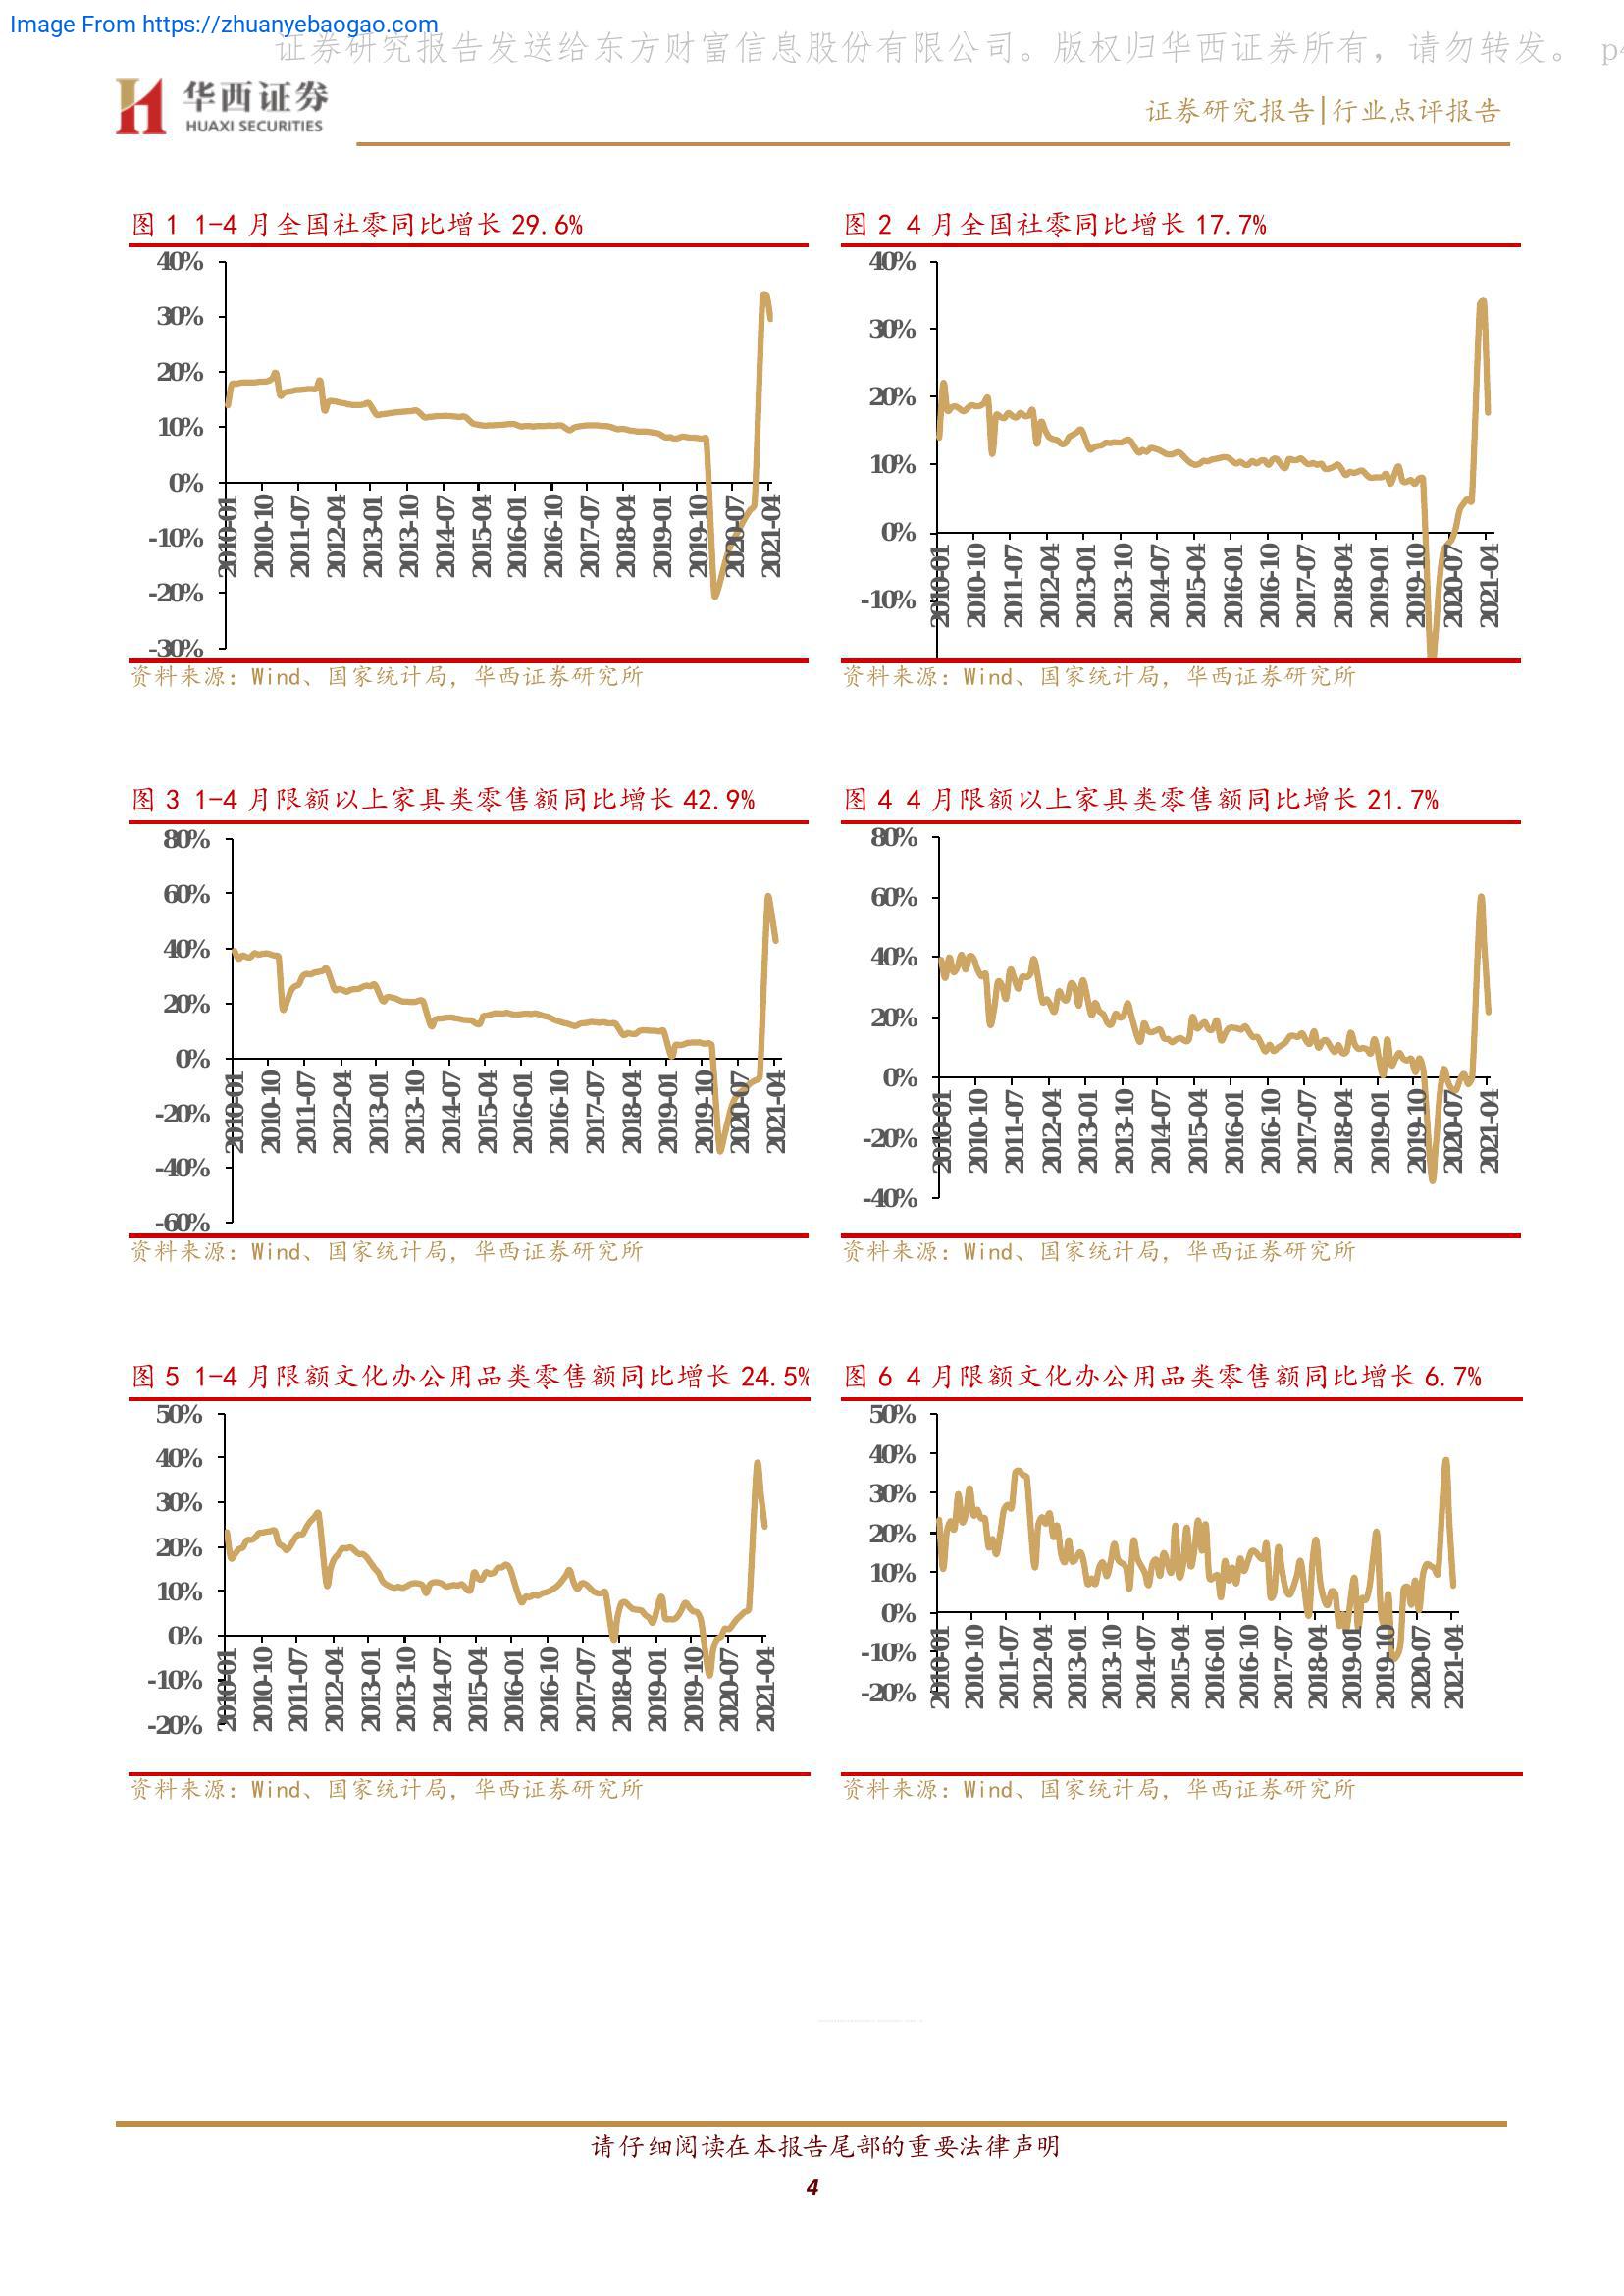 Image From https://zhuanyebaogao.com
证券研究报告发送给东方财富信息股份有限公司。版权归华西证券所有，请勿转发。 p4
华西证券
HUAXI SECURITIES
证券研究报告|行业点评报告
图 1 1-4 月全国社零同比增长 29.6%
40%
30%
20%
10%
0%
-10%
-20%
-30%
2010-01 2010-10 2011-07 2012-04 2013-01 2013-10 2014-07 2015-04 2016-01 2016-10 2017-07 2018-04 2019-01 2019-10 2020-07 2021-04
资料来源：Wind、国家统计局，华西证券研究所
图 2 4 月全国社零同比增长 17.7%
40%
30%
20%
10%
0%
-10%
2010-01 2010-10 2011-07 2012-04 2013-01 2013-10 2014-07 2015-04 2016-01 2016-10 2017-07 2018-04 2019-01 2019-10 2020-07 2021-04
资料来源：Wind、国家统计局，华西证券研究所
图 3 1-4 月限额以上家具类零售额同比增长 42.9%
80%
60%
40%
20%
0%
-20%
-40%
-60%
2010-01 2010-10 2011-07 2012-04 2013-01 2013-10 2014-07 2015-04 2016-01 2016-10 2017-07 2018-04 2019-01 2019-10 2020-07 2021-04
资料来源：Wind、国家统计局，华西证券研究所
图 4 4 月限额以上家具类零售额同比增长 21.7%
80%
60%
40%
20%
0%
-20%
-40%
2010-01 2010-10 2011-07 2012-04 2013-01 2013-10 2014-07 2015-04 2016-01 2016-10 2017-07 2018-04 2019-01 2019-10 2020-07 2021-04
资料来源：Wind、国家统计局，华西证券研究所
图 5 1-4 月限额文化办公用品类零售额同比增长 24.5%
50%
40%
30%
20%
10%
0%
-10%
-20%
2010-01 2010-10 2011-07 2012-04 2013-01 2013-10 2014-07 2015-04 2016-01 2016-10 2017-07 2018-04 2019-01 2019-10 2020-07 2021-04
资料来源：Wind、国家统计局，华西证券研究所
图 6 4 月限额文化办公用品类零售额同比增长 6.7%
50%
40%
30%
20%
10%
0%
-10%
-20%
2010-01 2010-10 2011-07 2012-04 2013-01 2013-10 2014-07 2015-04 2016-01 2016-10 2017-07 2018-04 2019-01 2019-10 2020-07 2021-04
资料来源：Wind、国家统计局，华西证券研究所
请仔细阅读在本报告尾部的重要法律声明
4